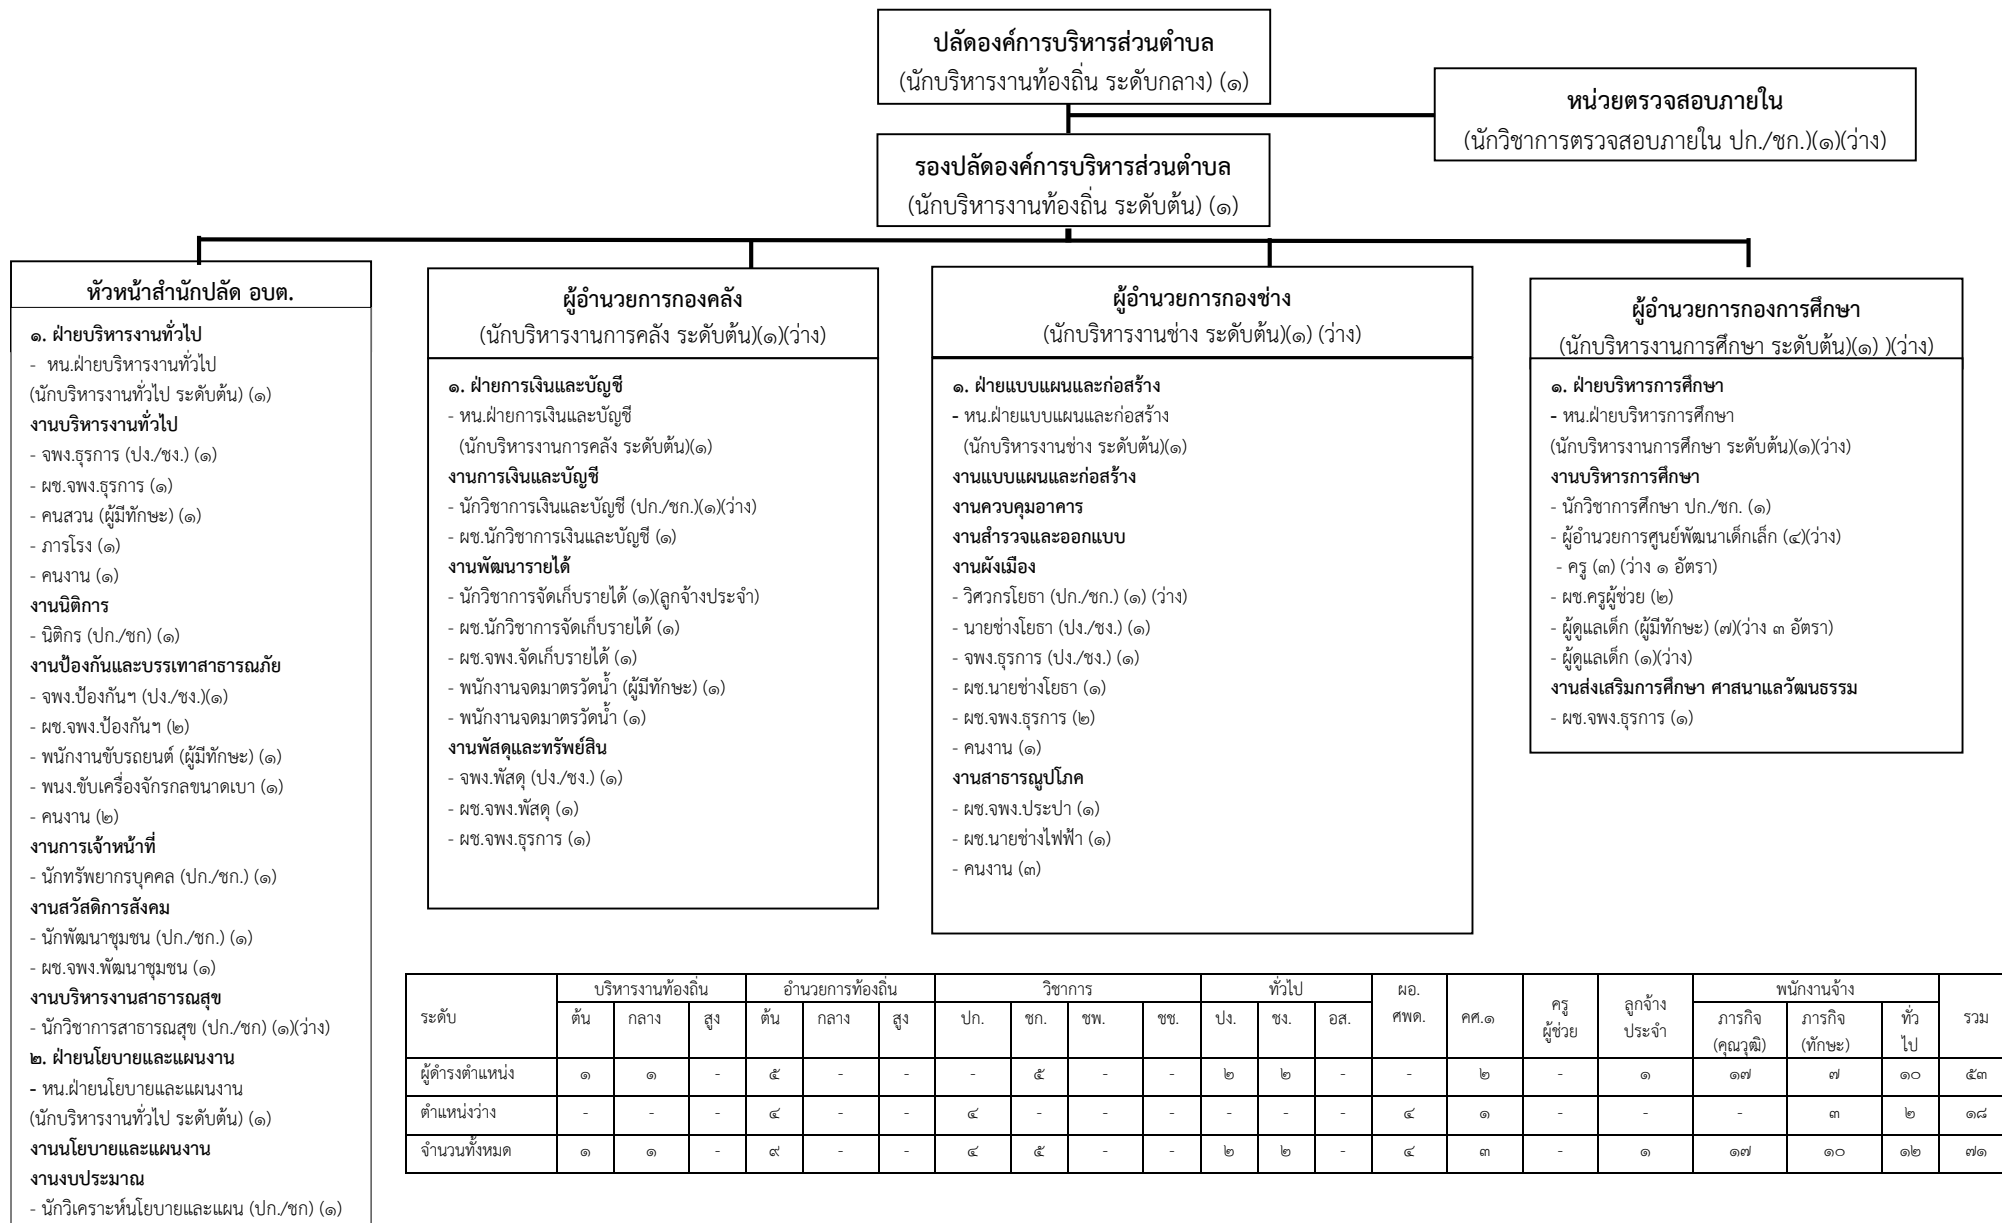 ปลัดองค์การบริหารส่วนตำบล
(นักบริหารงานท้องถิ่น ระดับกลาง) (๑)
หน่วยตรวจสอบภายใน
(นักวิชาการตรวจสอบภายใน ปก./ชก.)(๑)(ว่าง)
รองปลัดองค์การบริหารส่วนตำบล
(นักบริหารงานท้องถิ่น ระดับต้น) (๑)
หัวหน้าสำนักปลัด อบต.
๑. ฝ่ายบริหารงานทั่วไป
- หน.ฝ่ายบริหารงานทั่วไป
(นักบริหารงานทั่วไป ระดับต้น) (๑)
งานบริหารงานทั่วไป
- จพง.ธุรการ (ปง./ชง.) (๑)
- ผช.จพง.ธุรการ (๑)
- คนสวน (ผู้มีทักษะ) (๑)
- ภารโรง (๑)
- คนงาน (๑)
งานนิติการ
- นิติกร (ปก./ชก) (๑)
งานป้องกันและบรรเทาสาธารณภัย
- จพง.ป้องกันฯ (ปง./ชง.)(๑)
- ผช.จพง.ป้องกันฯ (๒)
- พนักงานขับรถยนต์ (ผู้มีทักษะ) (๑)
- พนง.ขับเครื่องจักรกลขนาดเบา (๑)
- คนงาน (๒)
งานการเจ้าหน้าที่
- นักทรัพยากรบุคคล (ปก./ชก.) (๑)
งานสวัสดิการสังคม
- นักพัฒนาชุมชน (ปก./ชก.) (๑)
- ผช.จพง.พัฒนาชุมชน (๑)
งานบริหารงานสาธารณสุข
- นักวิชาการสาธารณสุข (ปก./ชก) (๑)(ว่าง)
๒. ฝ่ายนโยบายและแผนงาน
- หน.ฝ่ายนโยบายและแผนงาน
(นักบริหารงานทั่วไป ระดับต้น) (๑)
งานนโยบายและแผนงาน
งานงบประมาณ
- นักวิเคราะห์นโยบายและแผน (ปก./ชก) (๑)
ผู้อำนวยการกองคลัง
(นักบริหารงานการคลัง ระดับต้น)(๑)(ว่าง)
๑. ฝ่ายการเงินและบัญชี
- หน.ฝ่ายการเงินและบัญชี
(นักบริหารงานการคลัง ระดับต้น)(๑)
งานการเงินและบัญชี
- นักวิชาการเงินและบัญชี (ปก./ชก.)(๑)(ว่าง)
- ผช.นักวิชาการเงินและบัญชี (๑)
งานพัฒนารายได้
- นักวิชาการจัดเก็บรายได้ (๑)(ลูกจ้างประจำ)
- ผช.นักวิชาการจัดเก็บรายได้ (๑)
- ผช.จพง.จัดเก็บรายได้ (๑)
- พนักงานจดมาตรวัดน้ำ (ผู้มีทักษะ) (๑)
- พนักงานจดมาตรวัดน้ำ (๑)
งานพัสดุและทรัพย์สิน
- จพง.พัสดุ (ปง./ชง.) (๑)
- ผช.จพง.พัสดุ (๑)
- ผช.จพง.ธุรการ (๑)
ผู้อำนวยการกองช่าง
(นักบริหารงานช่าง ระดับต้น)(๑) (ว่าง)
๑. ฝ่ายแบบแผนและก่อสร้าง
- หน.ฝ่ายแบบแผนและก่อสร้าง
(นักบริหารงานช่าง ระดับต้น)(๑)
งานแบบแผนและก่อสร้าง
งานควบคุมอาคาร
งานสำรวจและออกแบบ
งานผังเมือง
- วิศวกรโยธา (ปก./ชก.) (๑) (ว่าง)
- นายช่างโยธา (ปง./ชง.) (๑)
- จพง.ธุรการ (ปง./ชง.) (๑)
- ผช.นายช่างโยธา (๑)
- ผช.จพง.ธุรการ (๒)
- คนงาน (๑)
งานสาธารณูปโภค
- ผช.จพง.ประปา (๑)
- ผช.นายช่างไฟฟ้า (๑)
- คนงาน (๓)
ผู้อำนวยการกองการศึกษา
(นักบริหารงานการศึกษา ระดับต้น)(๑) )(ว่าง)
๑. ฝ่ายบริหารการศึกษา
- หน.ฝ่ายบริหารการศึกษา
(นักบริหารงานการศึกษา ระดับต้น)(๑)(ว่าง)
งานบริหารการศึกษา
- นักวิชาการศึกษา ปก./ชก. (๑)
- ผู้อำนวยการศูนย์พัฒนาเด็กเล็ก (๔)(ว่าง)
- ครู (๓) (ว่าง ๑ อัตรา)
- ผช.ครูผู้ช่วย (๒)
- ผู้ดูแลเด็ก (ผู้มีทักษะ) (๗)(ว่าง ๓ อัตรา)
- ผู้ดูแลเด็ก (๑)(ว่าง)
งานส่งเสริมการศึกษา ศาสนาแลวัฒนธรรม
- ผช.จพง.ธุรการ (๑)
ระดับ บริหารงานท้องถิ่น อำนวยการท้องถิ่น วิชาการ ทั่วไป ผอ. ศพด. คศ.๑ ครู ผู้ช่วย ลูกจ้าง ประจำ พนักงานจ้าง รวม
ต้น กลาง สูง ต้น กลาง สูง ปก. ชก. ชพ. ชช. ปง. ชง. อส. ภารกิจ (คุณวุฒิ) ภารกิจ (ทักษะ) ทั่ว ไป
ผู้ดำรงตำแหน่ง ๑ ๑ - ๕ - - - ๕ - - ๒ ๒ - - ๒ - ๑ ๑๗ ๗ ๑๐ ๕๓
ตำแหน่งว่าง - - - ๔ - - ๔ - - - - - - ๔ ๑ - - - ๓ ๒ ๑๘
จำนวนทั้งหมด ๑ ๑ - ๙ - - ๔ ๕ - - ๒ ๒ - ๔ ๓ - ๑ ๑๗ ๑๐ ๑๒ ๗๑